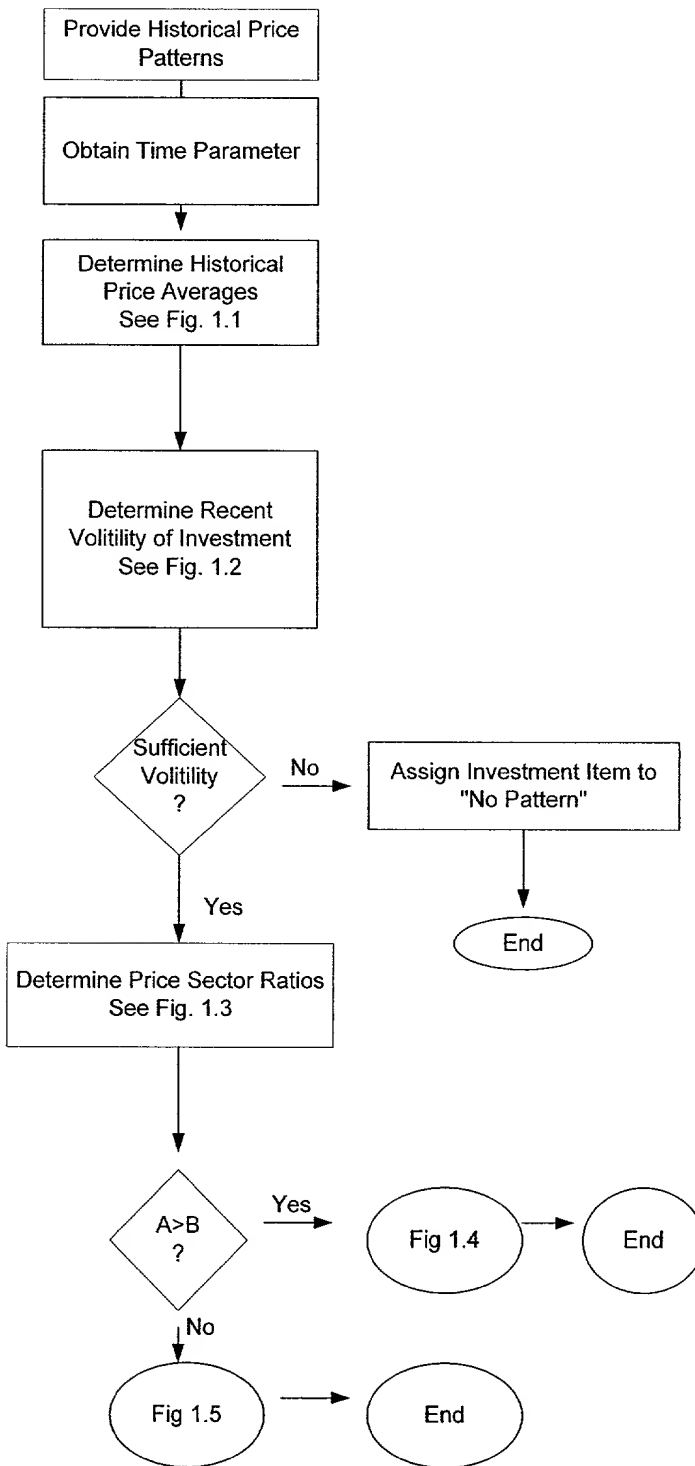 Provide Historical Price
Patterns
Obtain Time Parameter
Determine Historical
Price Averages
See Fig. 1.1
Determine Recent
Volitility of Investment
See Fig. 1.2
Sufficient
Volitility
?
No
Assign Investment Item to
"No Pattern"
Yes
End
Determine Price Sector Ratios
See Fig. 1.3
A>B
?
Yes
Fig 1.4
End
No
Fig 1.5
End